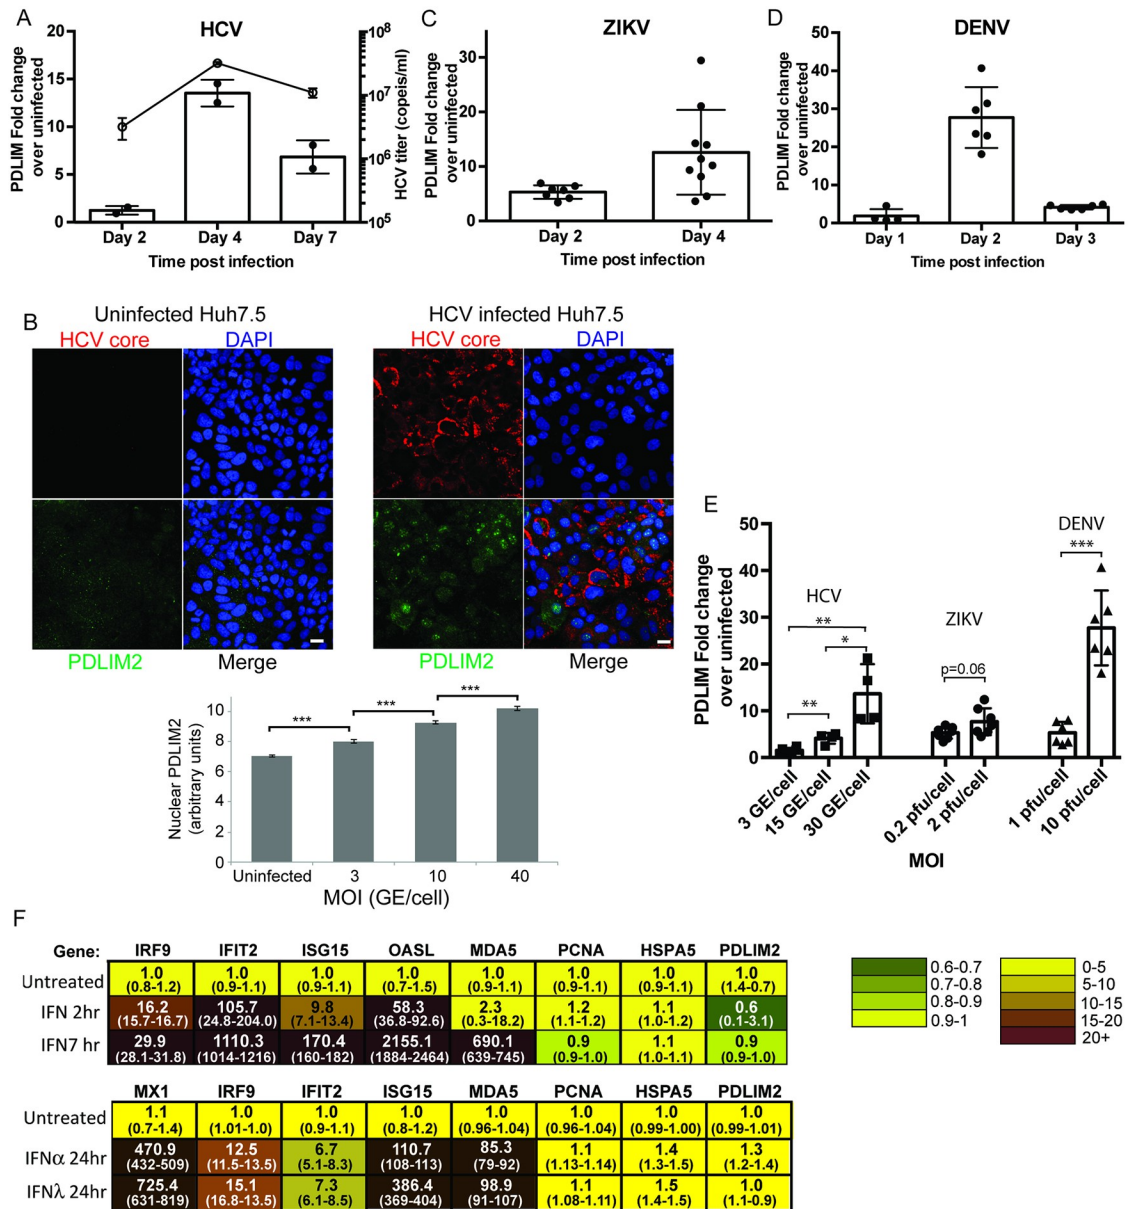 A
HCV
PDLIM Fold change
over uninfected
20
15
10
5
0
10^8
10^7
10^6
10^5
HCV titer (copeis/ml)
Day 2 Day 4 Day 7
Time post infection
C
ZIKV
PDLIM Fold change
over uninfected
30
20
10
0
Day 2 Day 4
Time post infection
D
DENV
PDLIM Fold change
over uninfected
50
40
30
20
10
0
Day 1 Day 2 Day 3
Time post infection
B
Uninfected Huh7.5
HCV core DAPI
PDLIM2 Merge
HCV infected Huh7.5
HCV core DAPI
PDLIM2 Merge
Nuclear PDLIM2
(arbitrary units)
10
8
6
4
2
0
***
***
***
Uninfected 3 10 40
MOI (GE/cell)
E
PDLIM Fold change
over uninfected
50
40
30
20
10
0
HCV
**
*
**
ZIKV
p=0.06
DENV
***
3 GE/cell
15 GE/cell
30 GE/cell
0.2 pfu/cell
2 pfu/cell
1 pfu/cell
10 pfu/cell
MOI
F
Gene: IRF9 IFIT2 ISG15 OASL MDA5 PCNA HSPA5 PDLIM2
Untreated 1.0 1.0 1.0 1.0 1.0 1.0 1.0 1.0
(0.8-1.2) (0.9-1.1) (0.9-1.1) (0.7-1.5) (0.9-1.1) (0.9-1.1) (0.9-1.1) (1.4-0.7)
IFN 2hr 16.2 105.7 9.8 58.3 2.3 1.2 1.1 0.6
(15.7-16.7) (24.8-204.0) (7.1-13.4) (36.8-92.6) (0.3-18.2) (1.1-1.2) (1.0-1.2) (0.1-3.1)
IFN7 hr 29.9 1110.3 170.4 2155.1 690.1 0.9 1.1 0.9
(28.1-31.8) (1014-1216) (160-182) (1884-2464) (639-745) (0.9-1.0) (1.0-1.1) (0.9-1.0)
MX1 IRF9 IFIT2 ISG15 MDA5 PCNA HSPA5 PDLIM2
Untreated 1.1 1.0 1.0 1.0 1.0 1.0 1.0 1.0
(0.7-1.4) (1.01-1.0) (0.9-1.1) (0.8-1.2) (0.96-1.04) (0.96-1.04) (0.99-1.00) (0.99-1.01)
IFNα 24hr 470.9 12.5 6.7 110.7 85.3 1.1 1.4 1.3
(432-509) (11.5-13.5) (5.1-8.3) (108-113) (79-92) (1.13-1.14) (1.3-1.5) (1.2-1.4)
IFNλ 24hr 725.4 15.1 7.3 386.4 98.9 1.1 1.5 1.0
(631-819) (16.8-13.5) (6.1-8.5) (369-404) (91-107) (1.08-1.11) (1.4-1.5) (1.1-0.9)
0.6-0.7
0.7-0.8
0.8-0.9
0.9-1
0-5
5-10
10-15
15-20
20+